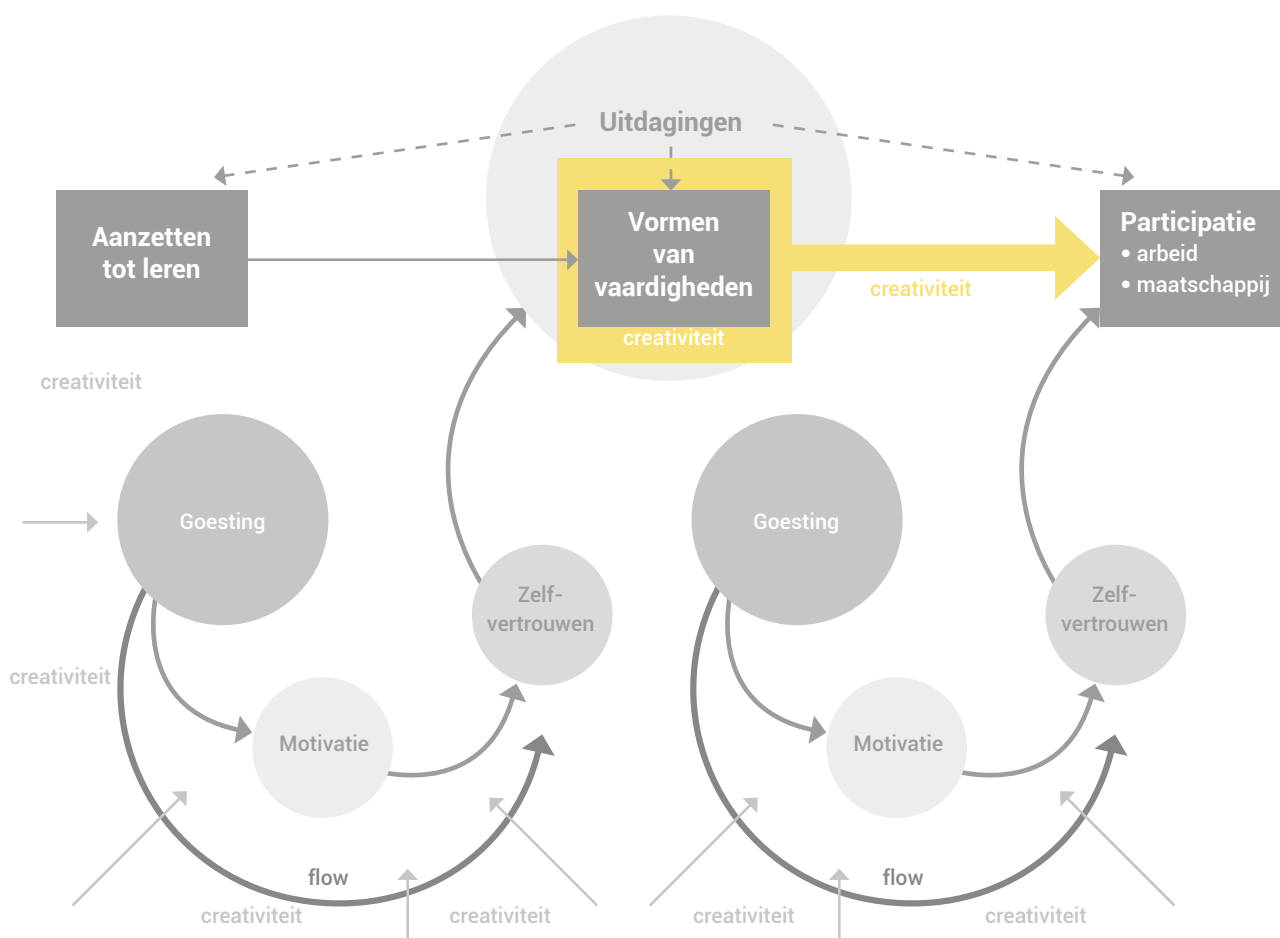 Uitdagingen
Aanzetten
tot leren
Vormen
van
vaardigheden
creativiteit
creativiteit
Participatie
• arbeid
• maatschappij
creativiteit
Goesting
Zelf-
vertrouwen
creativiteit
Motivatie
flow
creativiteit
creativiteit
Goesting
Zelf-
vertrouwen
Motivatie
flow
creativiteit
creativiteit